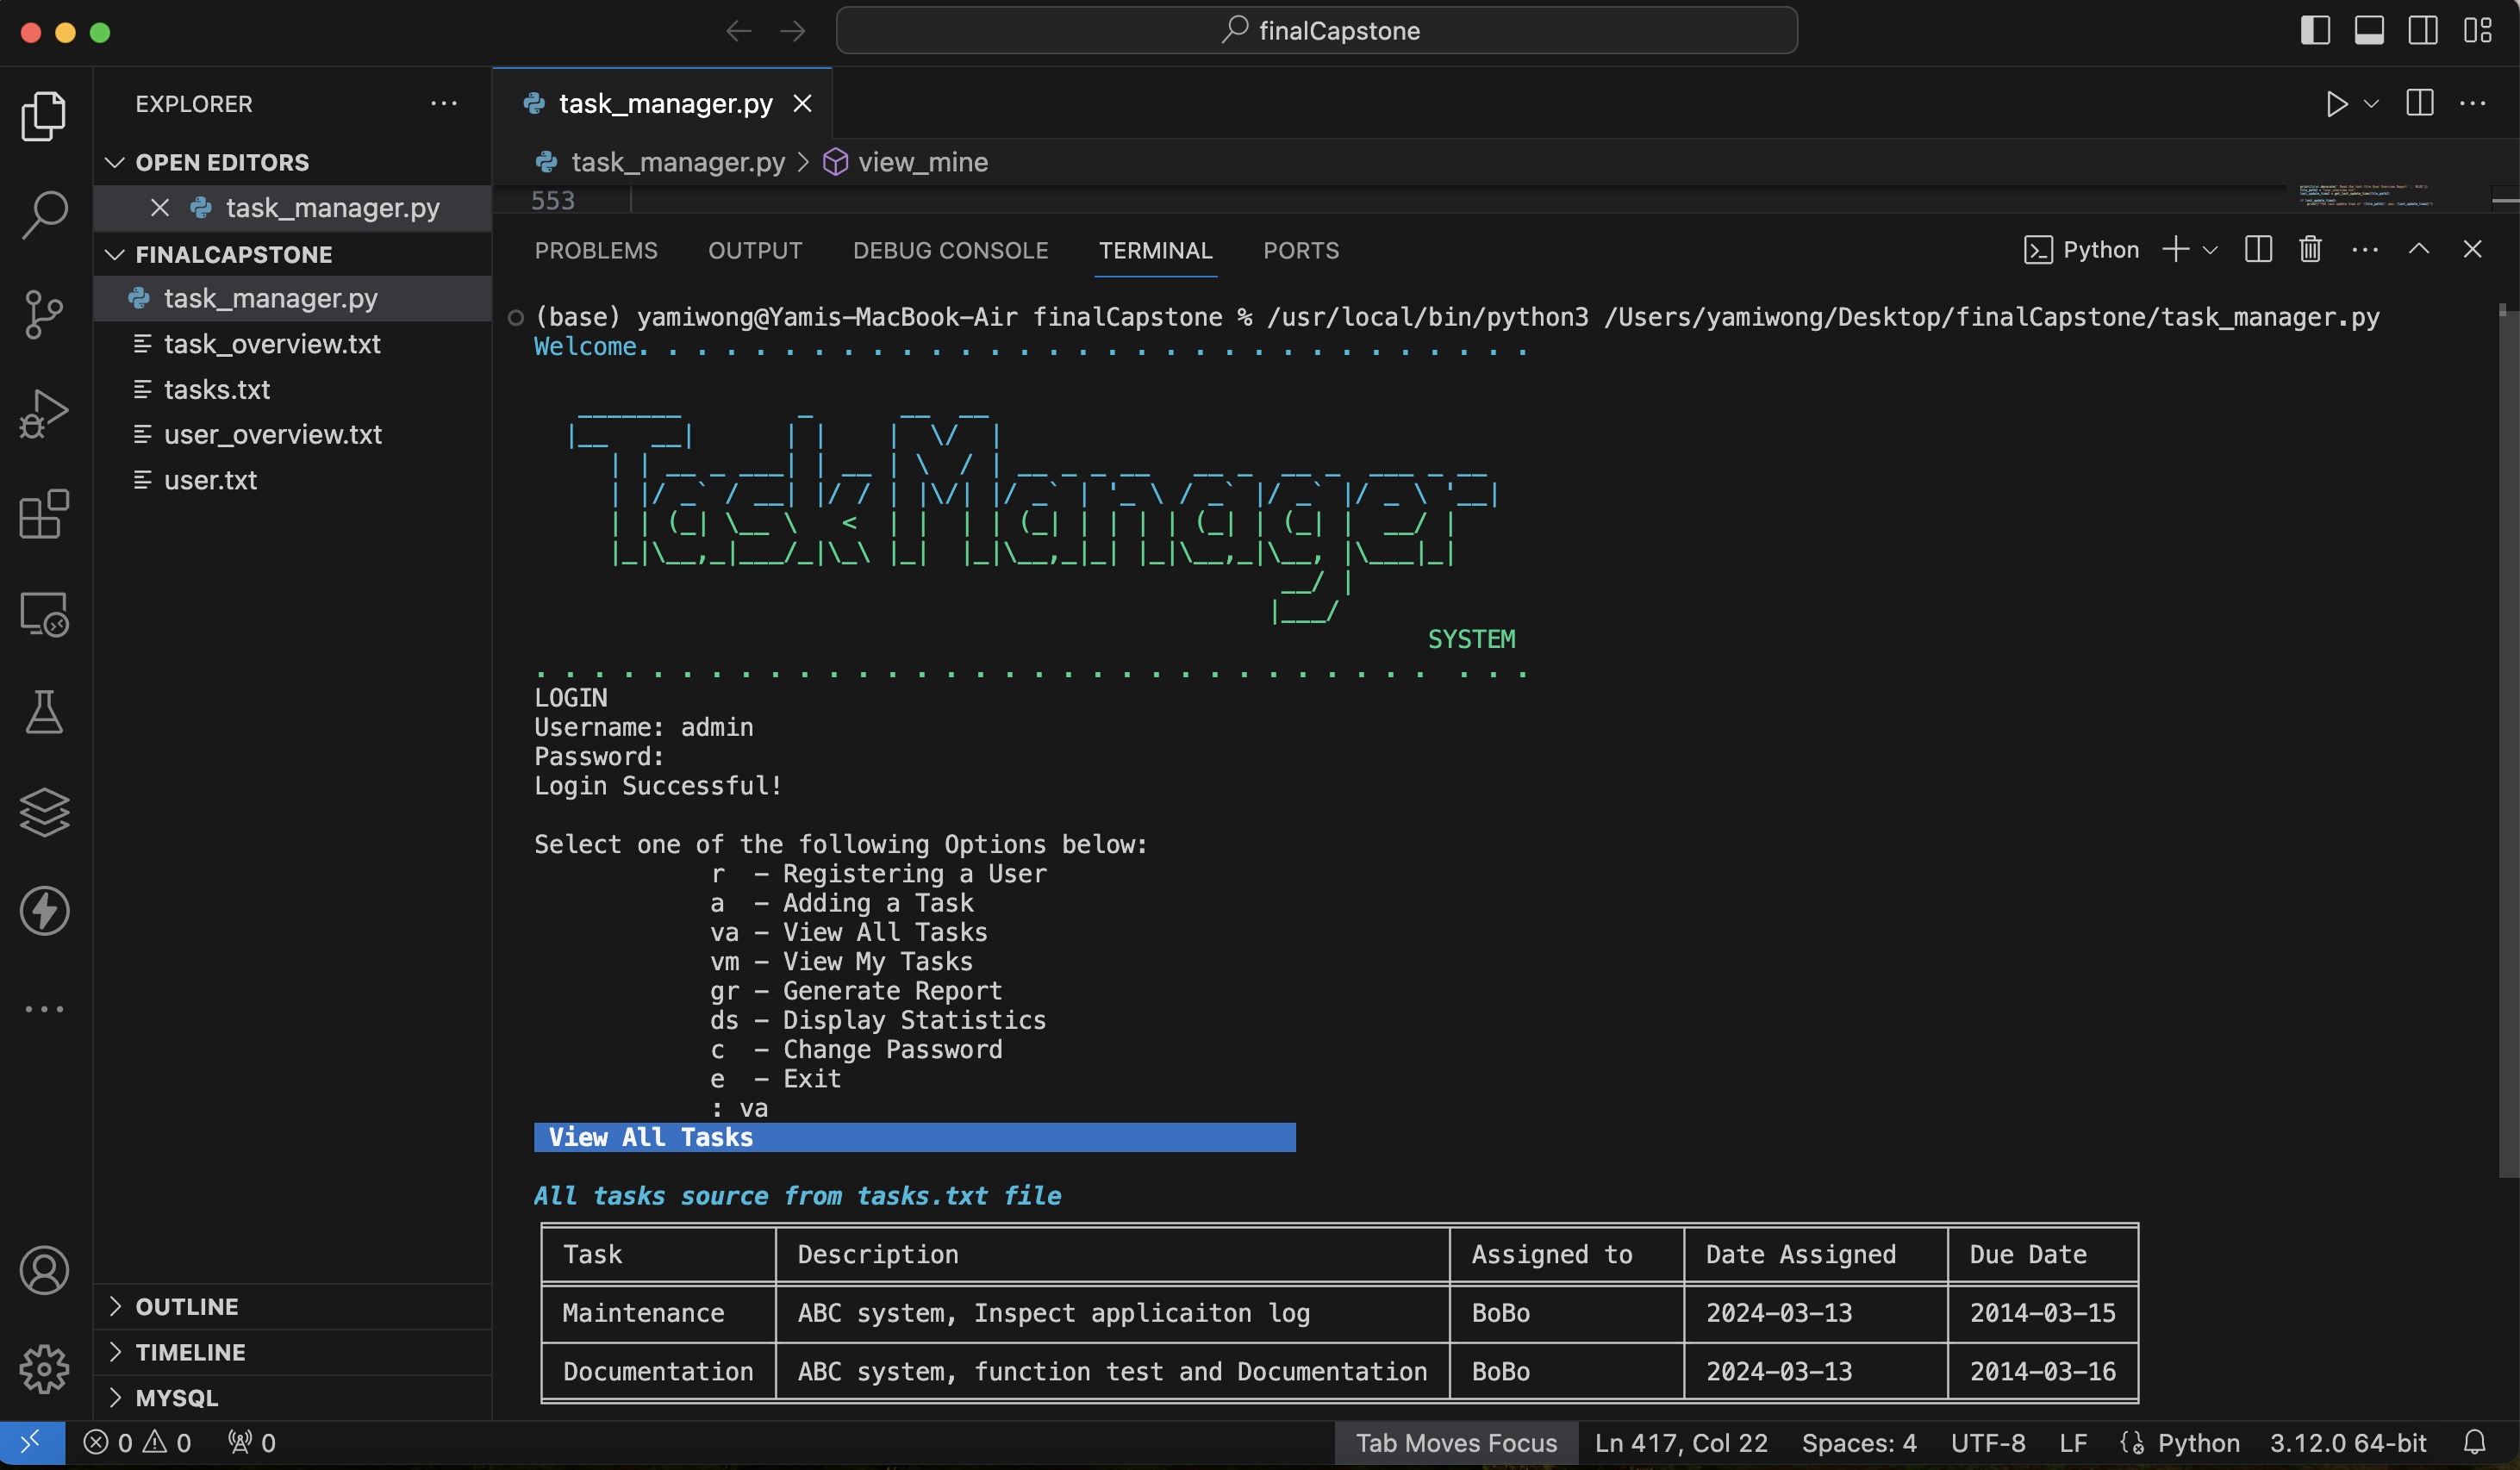 finalCapstone
EXPLORER
OPEN EDITORS
task_manager.py
FINALCAPSTONE
task_manager.py
task_overview.txt
tasks.txt
user_overview.txt
user.txt
OUTLINE
TIMELINE
MYSQL
task_manager.py
task_manager.py > view_mine
553
PROBLEMS OUTPUT DEBUG CONSOLE TERMINAL PORTS
Python
(base) yamiwong@Yamis-MacBook-Air finalCapstone % /usr/local/bin/python3 /Users/yamiwong/Desktop/finalCapstone/task_manager.py
Welcome. . . . . . . . . . . . . . . . . . . . . . . . . . . . . . .
Task Manager
SYSTEM
. . . . . . . . . . . . . . . . . . . . . . . . . . . . . . .  . . .
LOGIN
Username: admin
Password:
Login Successful!
Select one of the following Options below:
r  - Registering a User
a  - Adding a Task
va - View All Tasks
vm - View My Tasks
gr - Generate Report
ds - Display Statistics
c  - Change Password
e  - Exit
: va
View All Tasks
All tasks source from tasks.txt file
Task Description Assigned to Date Assigned Due Date
Maintenance ABC system, Inspect applicaiton log BoBo 2024-03-13 2014-03-15
Documentation ABC system, function test and Documentation BoBo 2024-03-13 2014-03-16
0 0 0 Tab Moves Focus Ln 417, Col 22 Spaces: 4 UTF-8 LF Python 3.12.0 64-bit